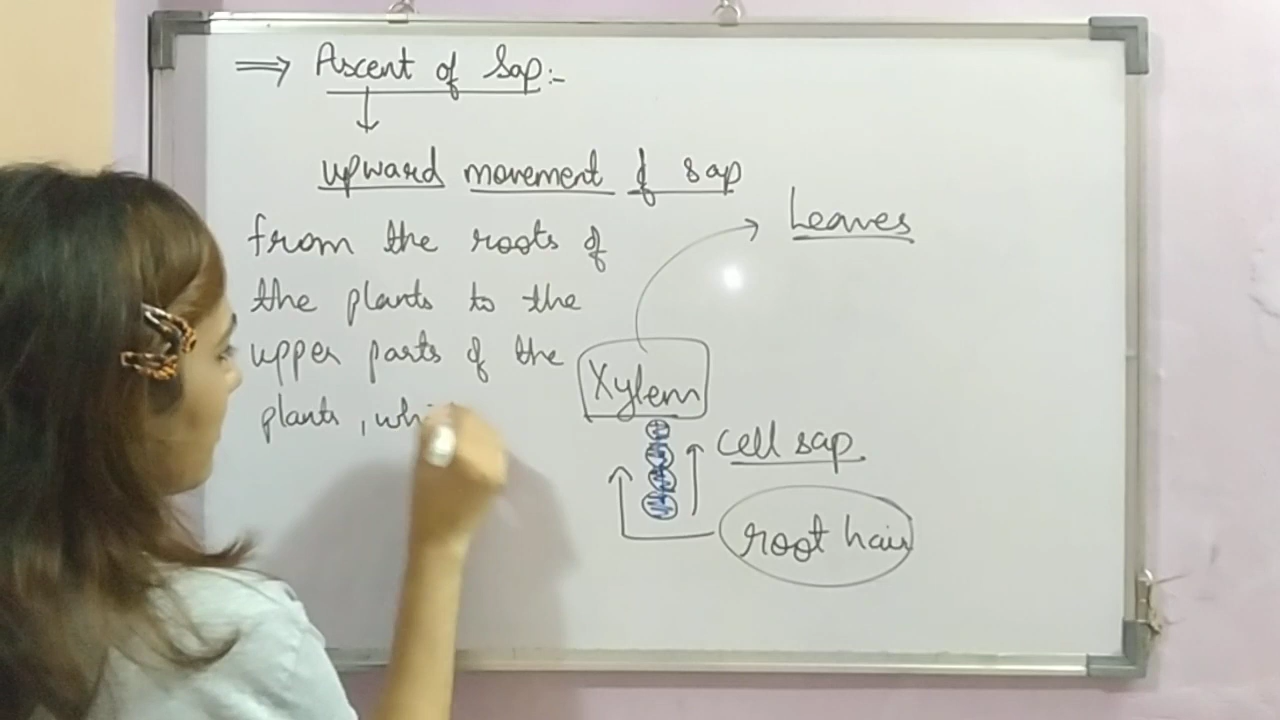 ⇒ Ascent of Sap:-
upward movement of sap
from the roots of
the plants to the
upper parts of the
plants, whi
Leaves
Xylem
cell sap
root hair